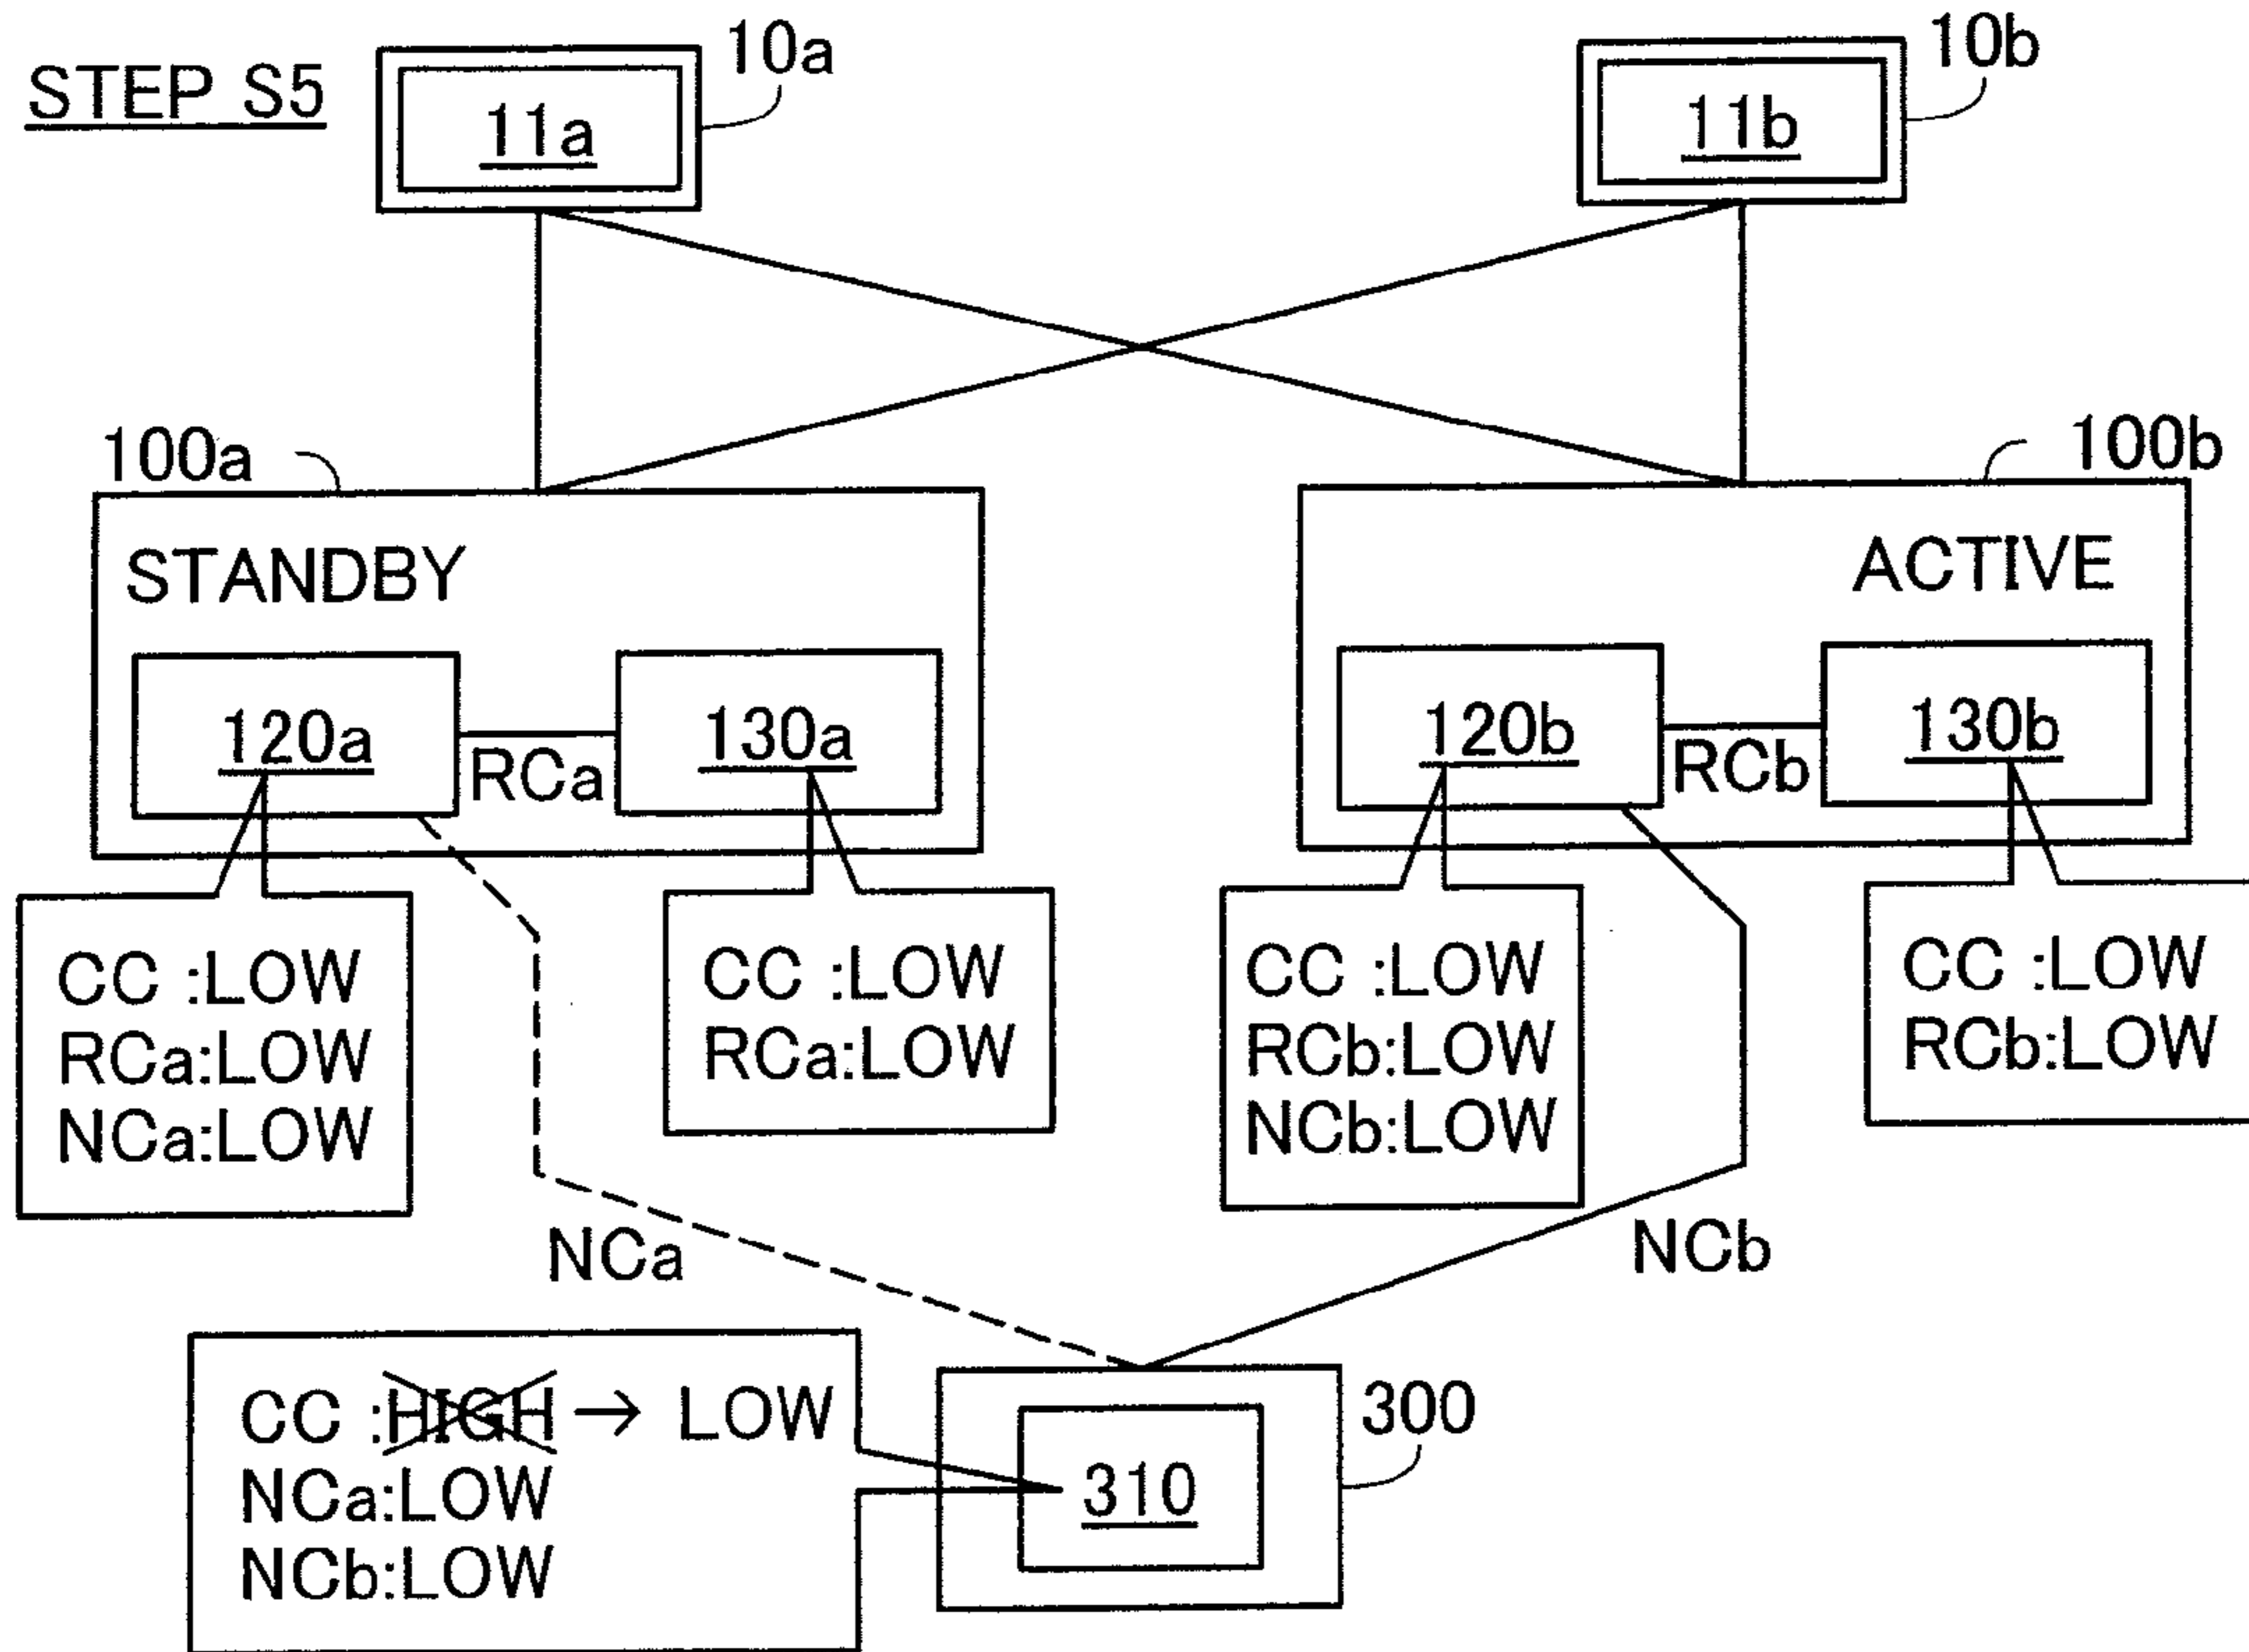 STEP S5
10a
10b
11a
11b
100a
100b
STANDBY
ACTIVE
120a
RCa
130a
120b
RCb
130b
CC :LOW
RCa:LOW
NCa:LOW
CC :LOW
RCa:LOW
CC :LOW
RCb:LOW
NCb:LOW
CC :LOW
RCb:LOW
NCa
NCb
CC :HIGH → LOW
NCa:LOW
NCb:LOW
300
310